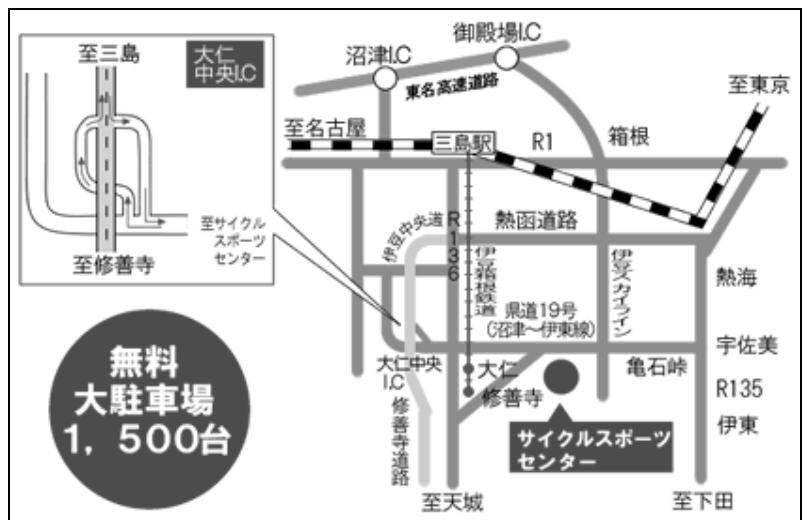 至三島
大仁
中央I.C
至サイクル
スポーツ
センター
至修善寺
無料
大駐車場
1，500台
沼津I.C
御殿場I.C
東名高速道路
至東京
至名古屋
三島駅
R1
箱根
伊豆中央道
R136
熱函道路
伊豆箱根鉄道
伊豆スカイライン
熱海
県道19号
（沼津～伊東線）
宇佐美
大仁中央
I.C
大仁
亀石峠
修善寺
R135
修善寺道路
伊東
サイクルスポーツ
センター
至天城
至下田